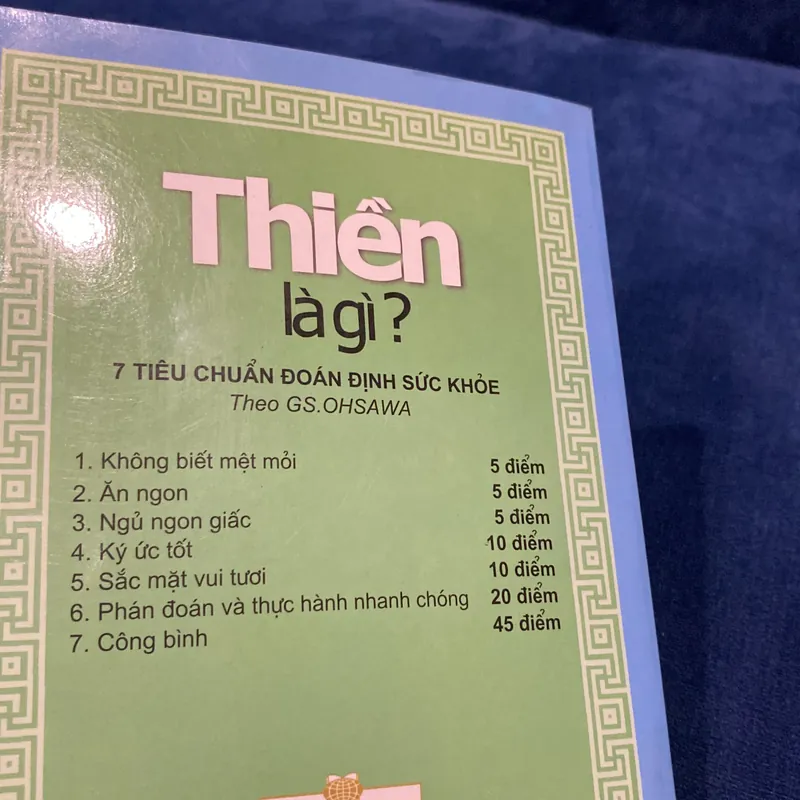 Thiền
là gì?
7 TIÊU CHUẨN ĐOÁN ĐỊNH SỨC KHỎE
Theo GS.OHSAWA
1. Không biết mệt mỏi 5 điểm
2. Ăn ngon 5 điểm
3. Ngủ ngon giấc 5 điểm
4. Ký ức tốt 10 điểm
5. Sắc mặt vui tươi 10 điểm
6. Phán đoán và thực hành nhanh chóng 20 điểm
7. Công bình 45 điểm